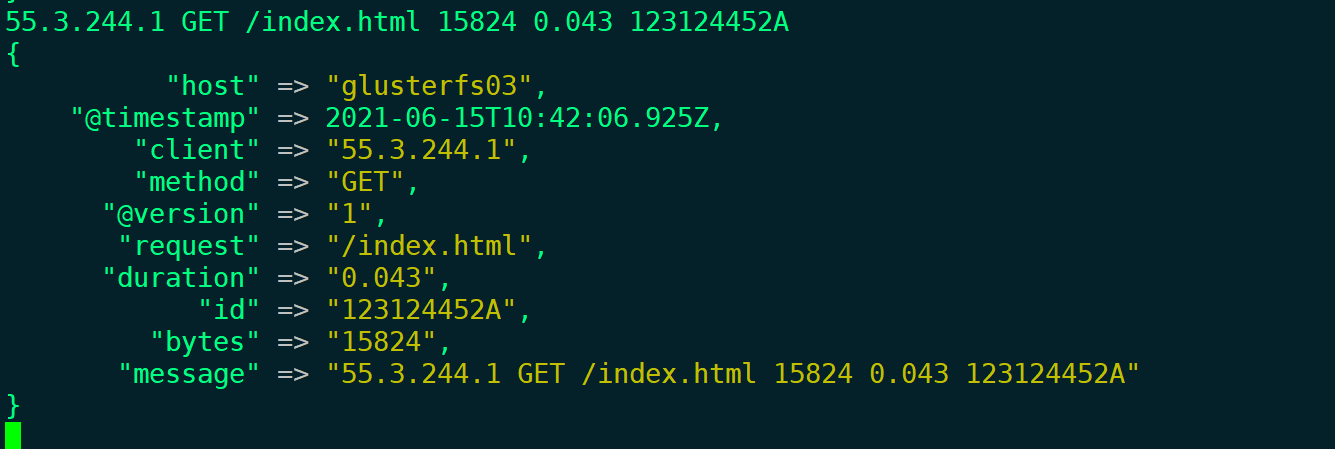 55.3.244.1 GET /index.html 15824 0.043 123124452A
{
          "host" => "glusterfs03",
    "@timestamp" => 2021-06-15T10:42:06.925Z,
        "client" => "55.3.244.1",
        "method" => "GET",
      "@version" => "1",
       "request" => "/index.html",
      "duration" => "0.043",
            "id" => "123124452A",
         "bytes" => "15824",
       "message" => "55.3.244.1 GET /index.html 15824 0.043 123124452A"
}